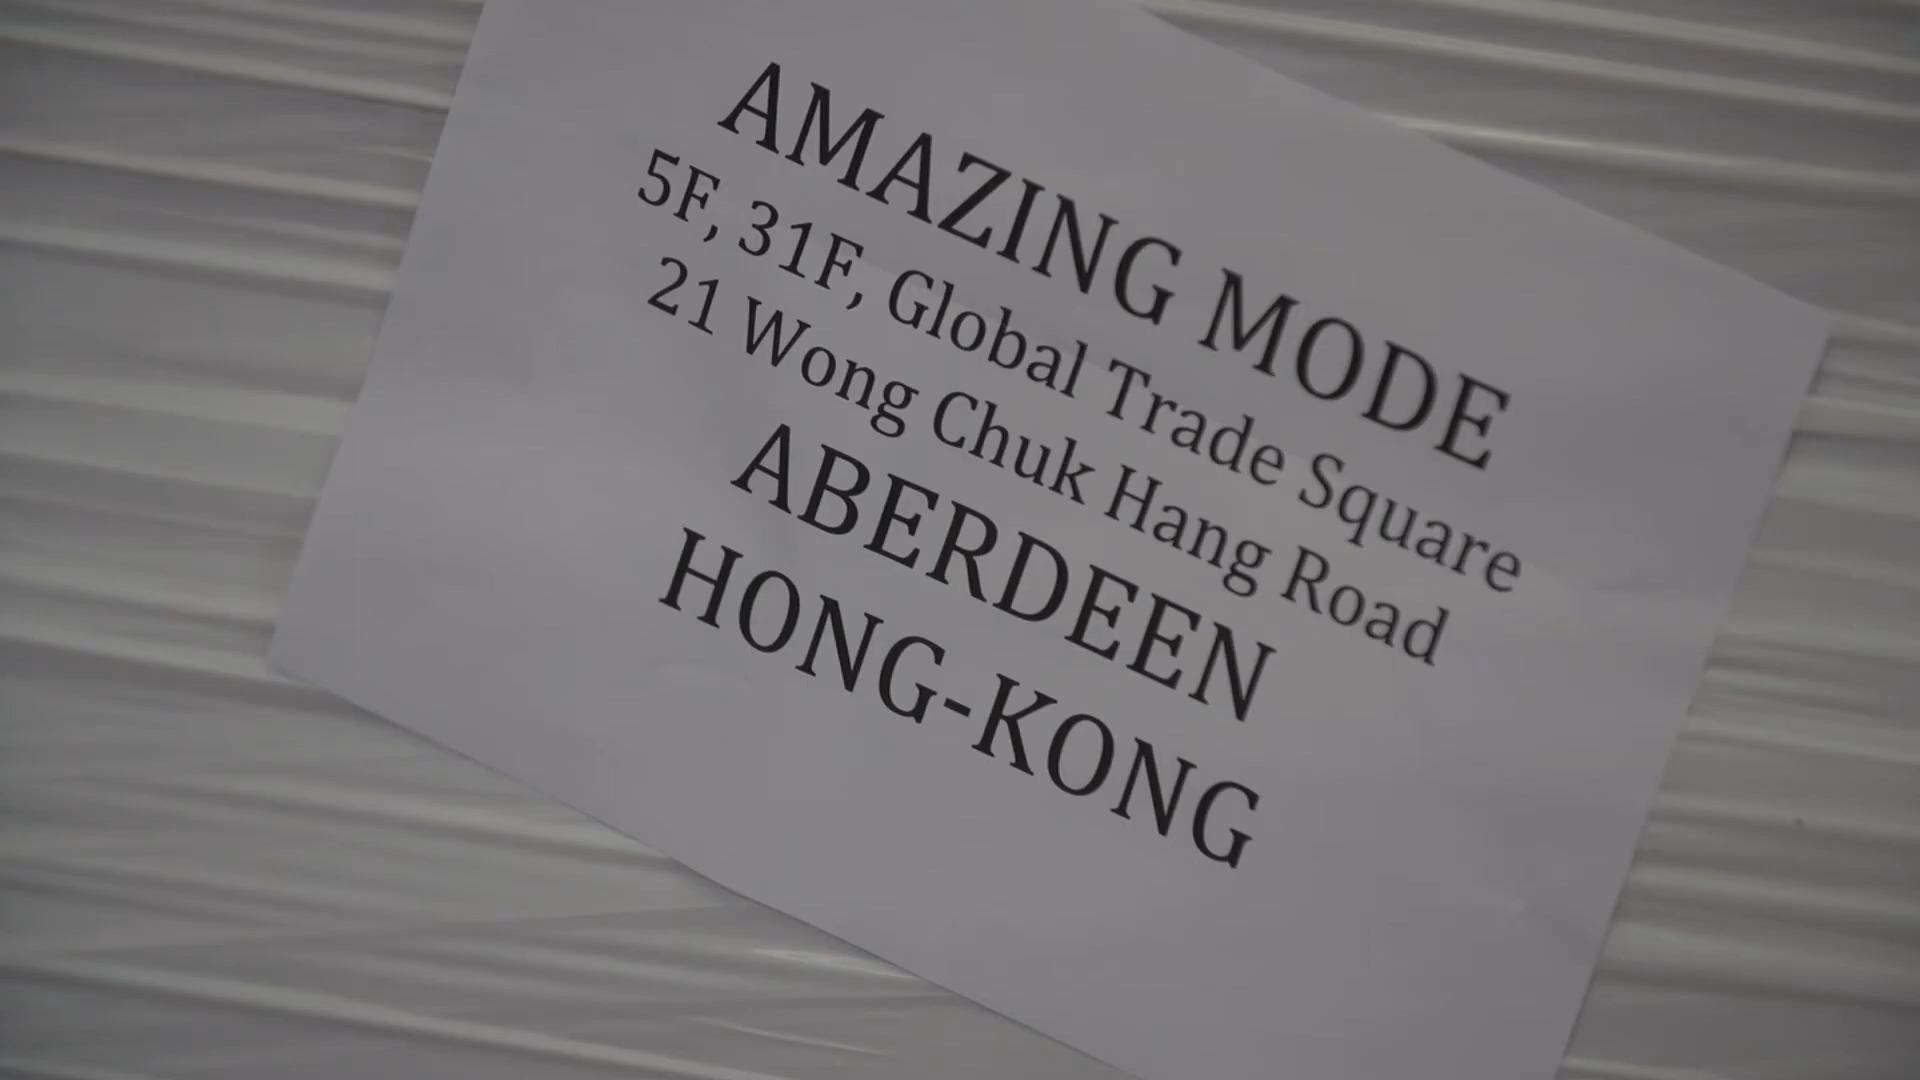 AMAZING MODE
5F, 31F, Global Trade Square
21 Wong Chuk Hang Road
ABERDEEN
HONG-KONG